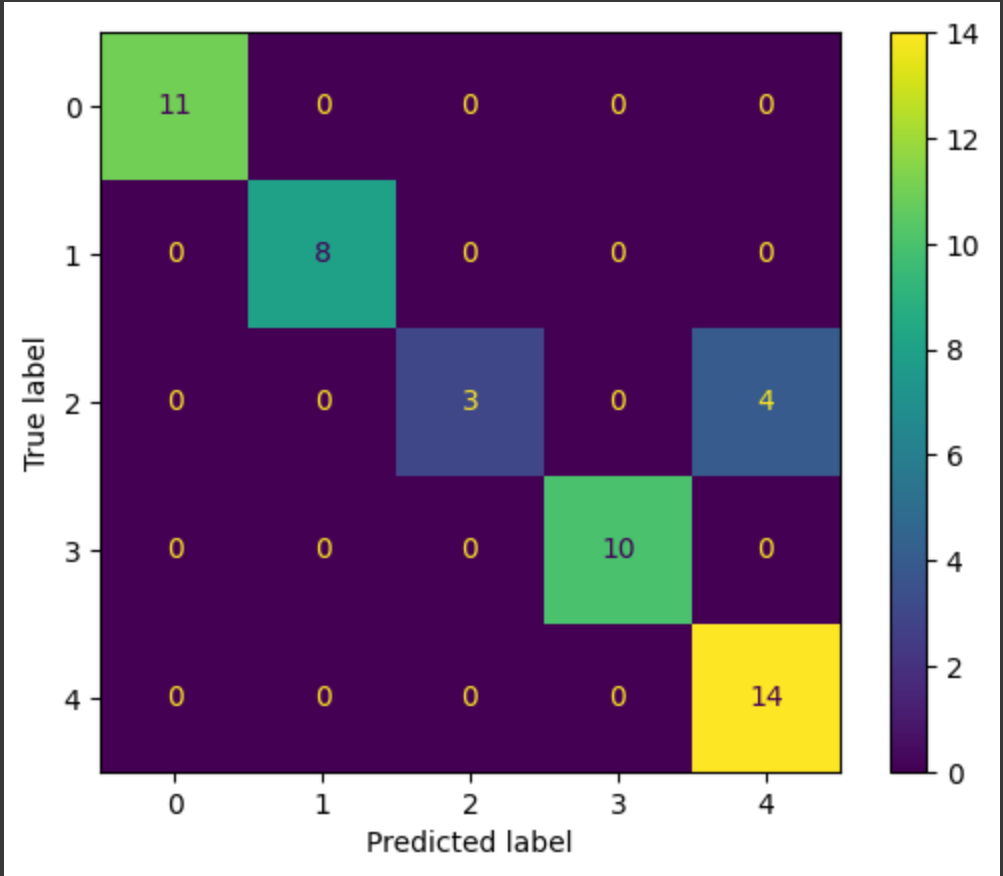 14
0 11 0 0 0 0
12
10
1 0 8 0 0 0
8
True label
2 0 0 3 0 4
6
3 0 0 0 10 0
4
2
4 0 0 0 0 14
0
0 1 2 3 4
Predicted label